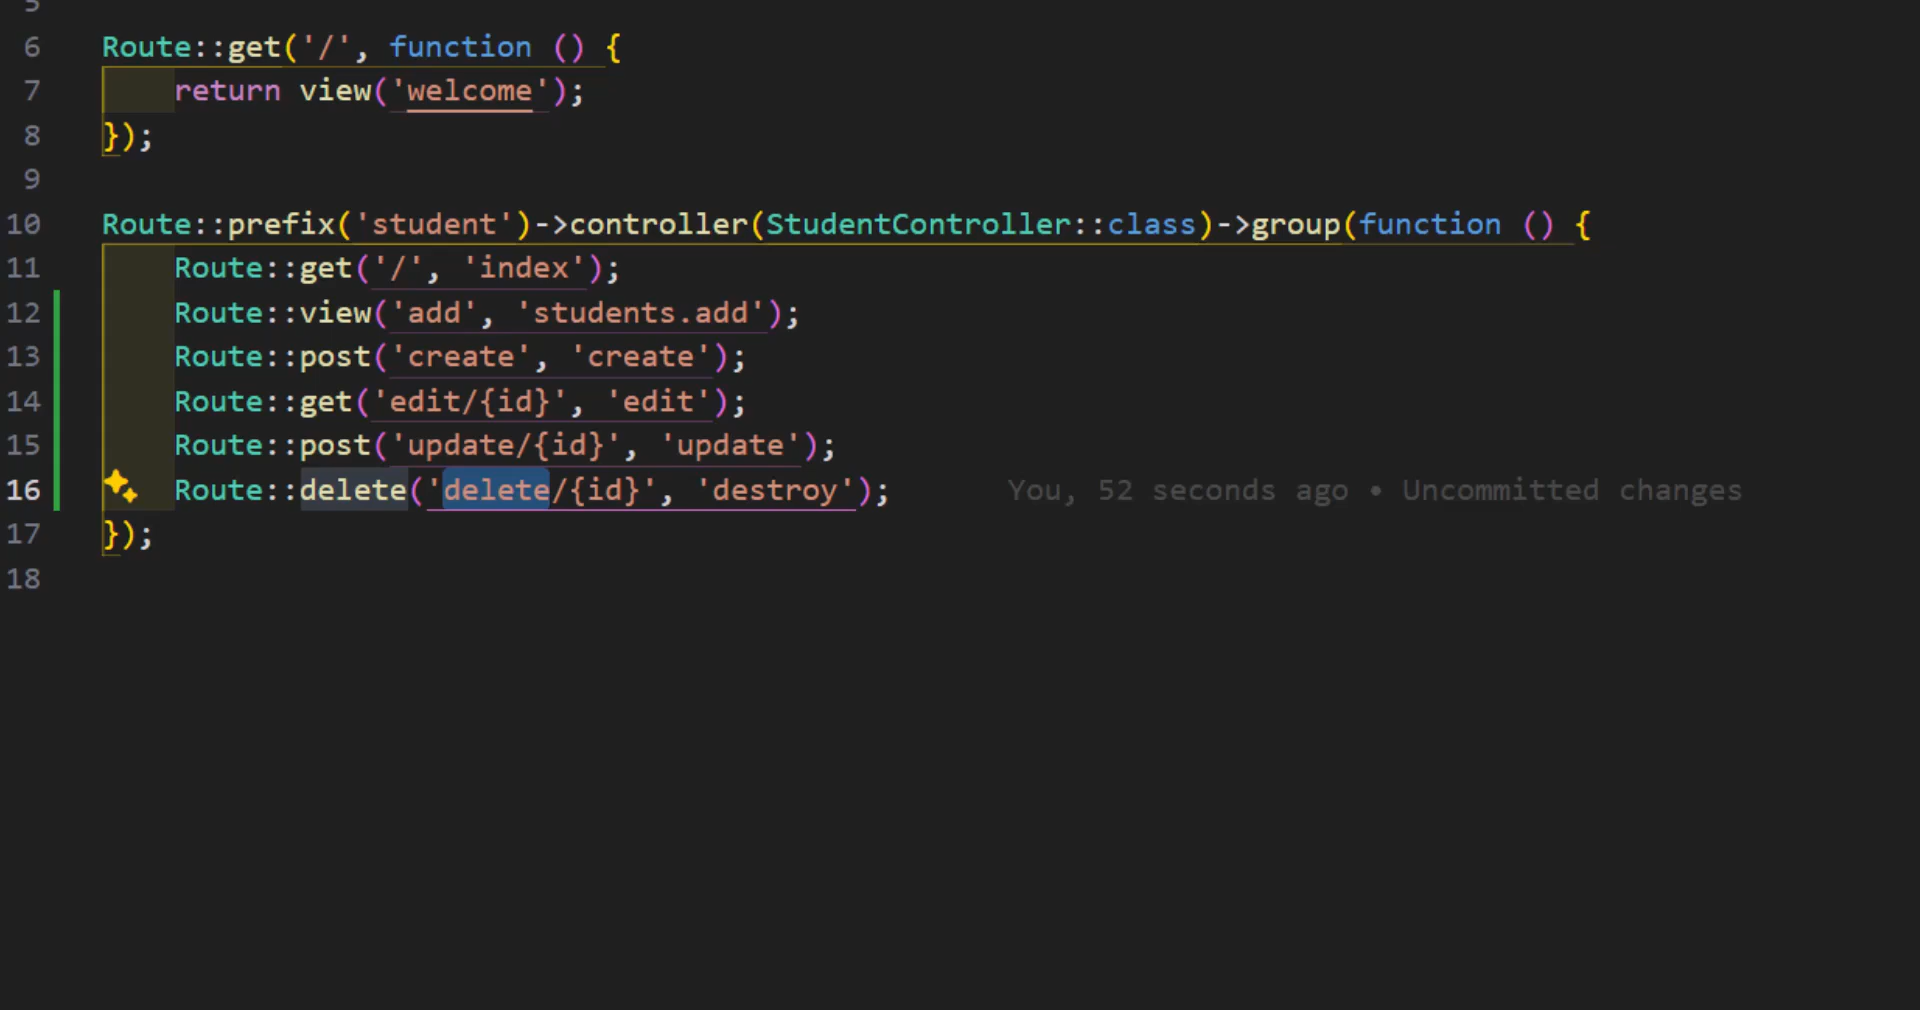 5
6 Route::get('/', function () {
7 return view('welcome');
8 });
9
10 Route::prefix('student')->controller(StudentController::class)->group(function () {
11 Route::get('/', 'index');
12 Route::view('add', 'students.add');
13 Route::post('create', 'create');
14 Route::get('edit/{id}', 'edit');
15 Route::post('update/{id}', 'update');
16 Route::delete('delete/{id}', 'destroy'); You, 52 seconds ago • Uncommitted changes
17 });
18